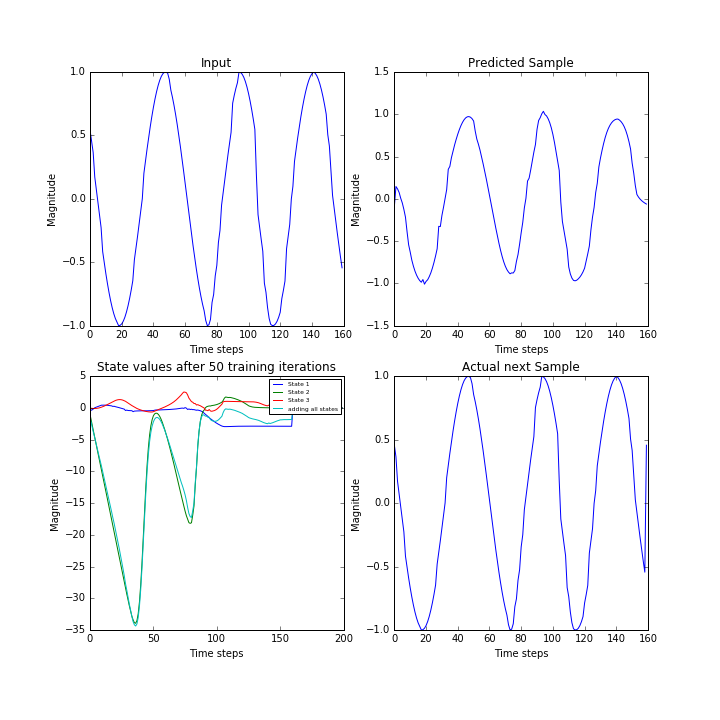 Input
Magnitude
1.0
0.5
0.0
−0.5
−1.0
0 20 40 60 80 100 120 140 160
Time steps
Predicted Sample
Magnitude
1.5
1.0
0.5
0.0
−0.5
−1.0
−1.5
0 20 40 60 80 100 120 140 160
Time steps
State values after 50 training iterations
Magnitude
5
0
−5
−10
−15
−20
−25
−30
−35
0 50 100 150 200
Time steps
State 1
State 2
State 3
adding all states
Actual next Sample
Magnitude
1.0
0.5
0.0
−0.5
−1.0
0 20 40 60 80 100 120 140 160
Time steps